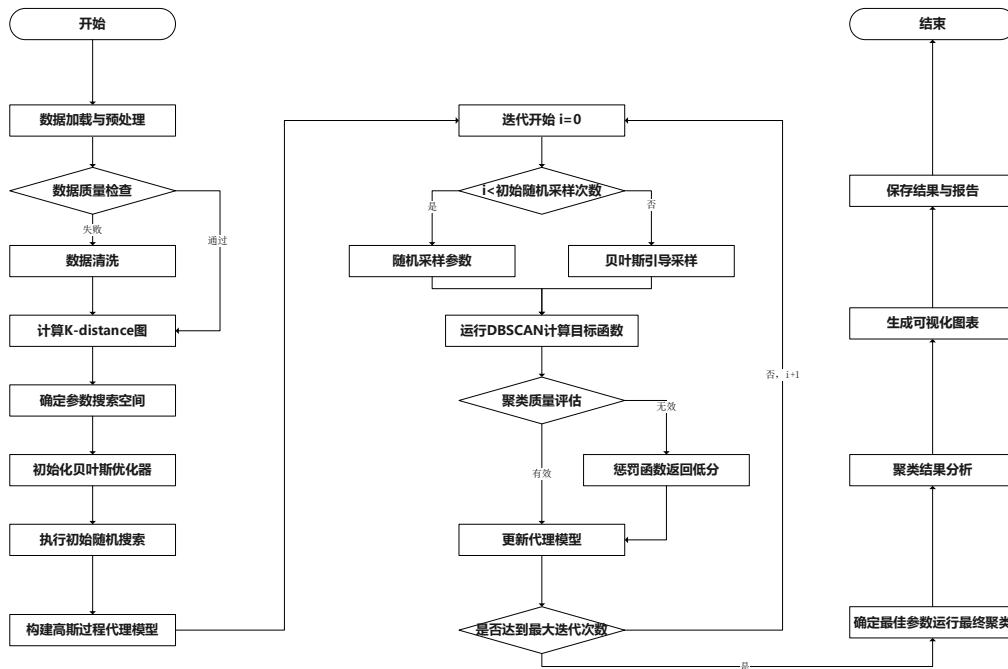 开始
数据加载与预处理
数据质量检查
失败
通过
数据清洗
计算K-distance图
确定参数搜索空间
初始化贝叶斯优化器
执行初始随机搜索
构建高斯过程代理模型
迭代开始 i=0
i<初始随机采样次数
是
否
随机采样参数
贝叶斯引导采样
运行DBSCAN计算目标函数
聚类质量评估
无效
有效
惩罚函数返回低分
更新代理模型
是否达到最大迭代次数
否，i+1
是
结束
保存结果与报告
生成可视化图表
聚类结果分析
确定最佳参数运行最终聚类